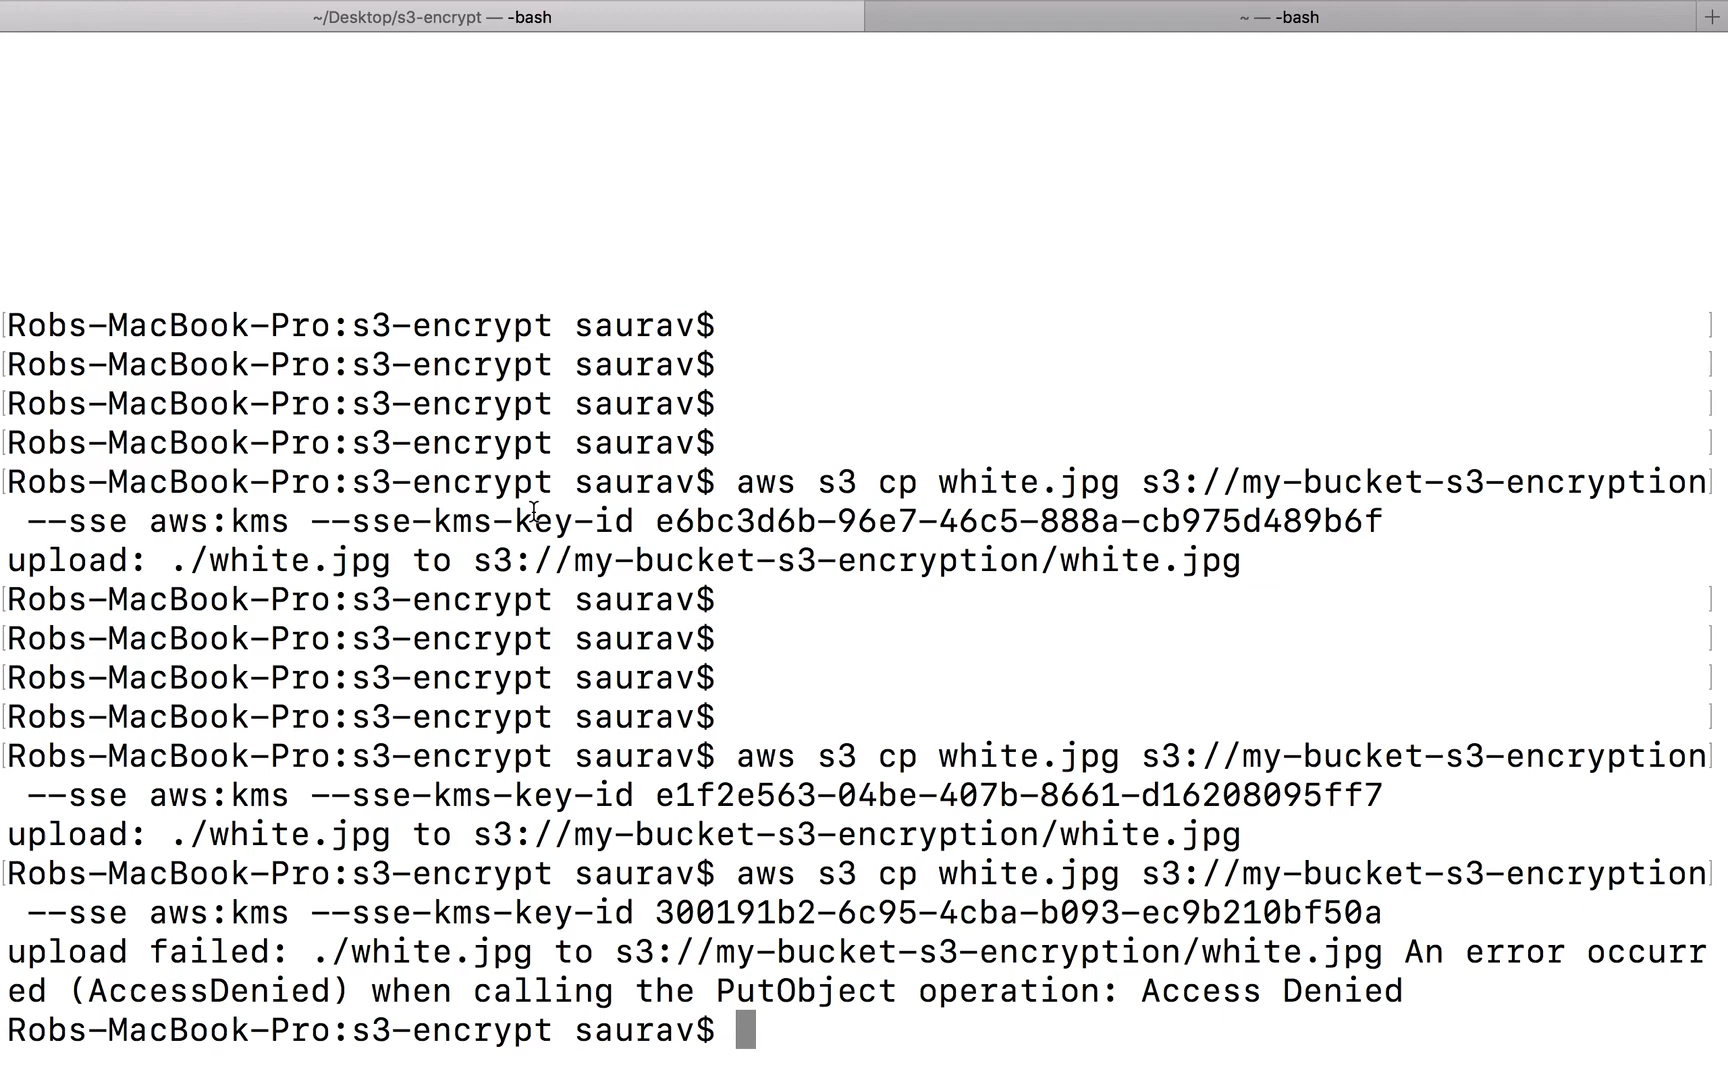 ~/Desktop/s3-encrypt — -bash
~ — -bash
+
[Robs-MacBook-Pro:s3-encrypt saurav$ ]
[Robs-MacBook-Pro:s3-encrypt saurav$ ]
[Robs-MacBook-Pro:s3-encrypt saurav$ ]
[Robs-MacBook-Pro:s3-encrypt saurav$ ]
[Robs-MacBook-Pro:s3-encrypt saurav$ aws s3 cp white.jpg s3://my-bucket-s3-encryption]
--sse aws:kms --sse-kms-key-id e6bc3d6b-96e7-46c5-888a-cb975d489b6f
upload: ./white.jpg to s3://my-bucket-s3-encryption/white.jpg
[Robs-MacBook-Pro:s3-encrypt saurav$ ]
[Robs-MacBook-Pro:s3-encrypt saurav$ ]
[Robs-MacBook-Pro:s3-encrypt saurav$ ]
[Robs-MacBook-Pro:s3-encrypt saurav$ ]
[Robs-MacBook-Pro:s3-encrypt saurav$ aws s3 cp white.jpg s3://my-bucket-s3-encryption]
--sse aws:kms --sse-kms-key-id e1f2e563-04be-407b-8661-d16208095ff7
upload: ./white.jpg to s3://my-bucket-s3-encryption/white.jpg
[Robs-MacBook-Pro:s3-encrypt saurav$ aws s3 cp white.jpg s3://my-bucket-s3-encryption]
--sse aws:kms --sse-kms-key-id 300191b2-6c95-4cba-b093-ec9b210bf50a
upload failed: ./white.jpg to s3://my-bucket-s3-encryption/white.jpg An error occurr
ed (AccessDenied) when calling the PutObject operation: Access Denied
Robs-MacBook-Pro:s3-encrypt saurav$